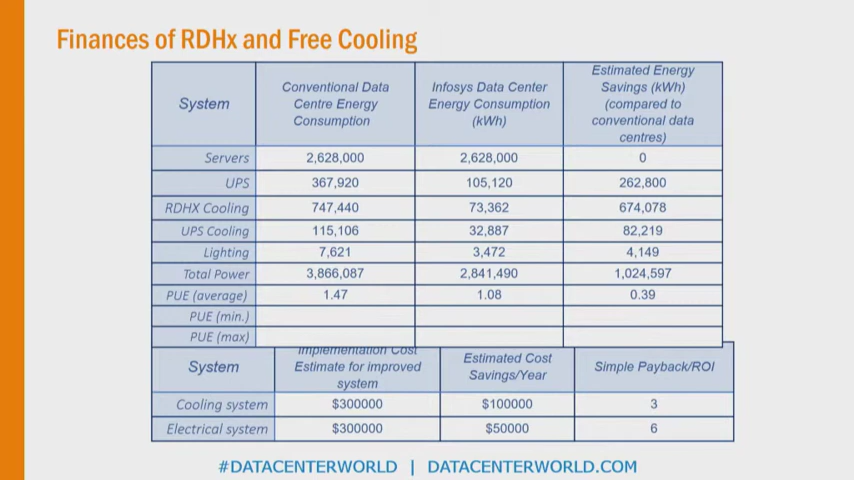 Finances of RDHx and Free Cooling
System | Conventional Data Centre Energy Consumption | Infosys Data Center Energy Consumption (kWh) | Estimated Energy Savings (kWh) (compared to conventional data centres)
Servers | 2,628,000 | 2,628,000 | 0
UPS | 367,920 | 105,120 | 262,800
RDHX Cooling | 747,440 | 73,362 | 674,078
UPS Cooling | 115,106 | 32,887 | 82,219
Lighting | 7,621 | 3,472 | 4,149
Total Power | 3,866,087 | 2,841,490 | 1,024,597
PUE (average) | 1.47 | 1.08 | 0.39
PUE (min.)
PUE (max)
System | Implementation Cost Estimate for improved system | Estimated Cost Savings/Year | Simple Payback/ROI
Cooling system | $300000 | $100000 | 3
Electrical system | $300000 | $50000 | 6
#DATACENTERWORLD | DATACENTERWORLD.COM